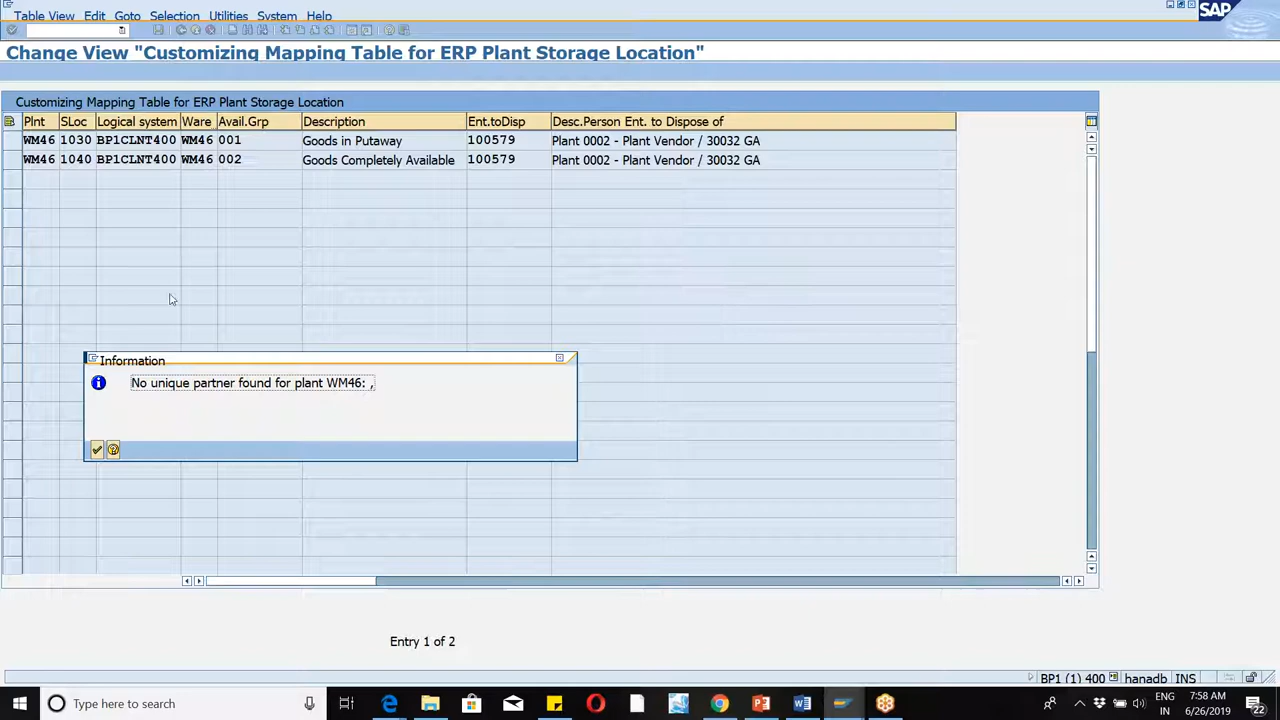 Table View Edit Goto Selection Utilities System Help
SAP
Change View "Customizing Mapping Table for ERP Plant Storage Location"
Customizing Mapping Table for ERP Plant Storage Location
Plnt SLoc Logical system Ware Avail.Grp Description Ent.toDisp Desc.Person Ent. to Dispose of
WM46 1030 BP1CLNT400 WM46 001 Goods in Putaway 100579 Plant 0002 - Plant Vendor / 30032 GA
WM46 1040 BP1CLNT400 WM46 002 Goods Completely Available 100579 Plant 0002 - Plant Vendor / 30032 GA
Information
No unique partner found for plant WM46: ,
Entry 1 of 2
BP1 (1) 400 hanadb INS
Type here to search
ENG 7:58 AM
IN 6/26/2019
22